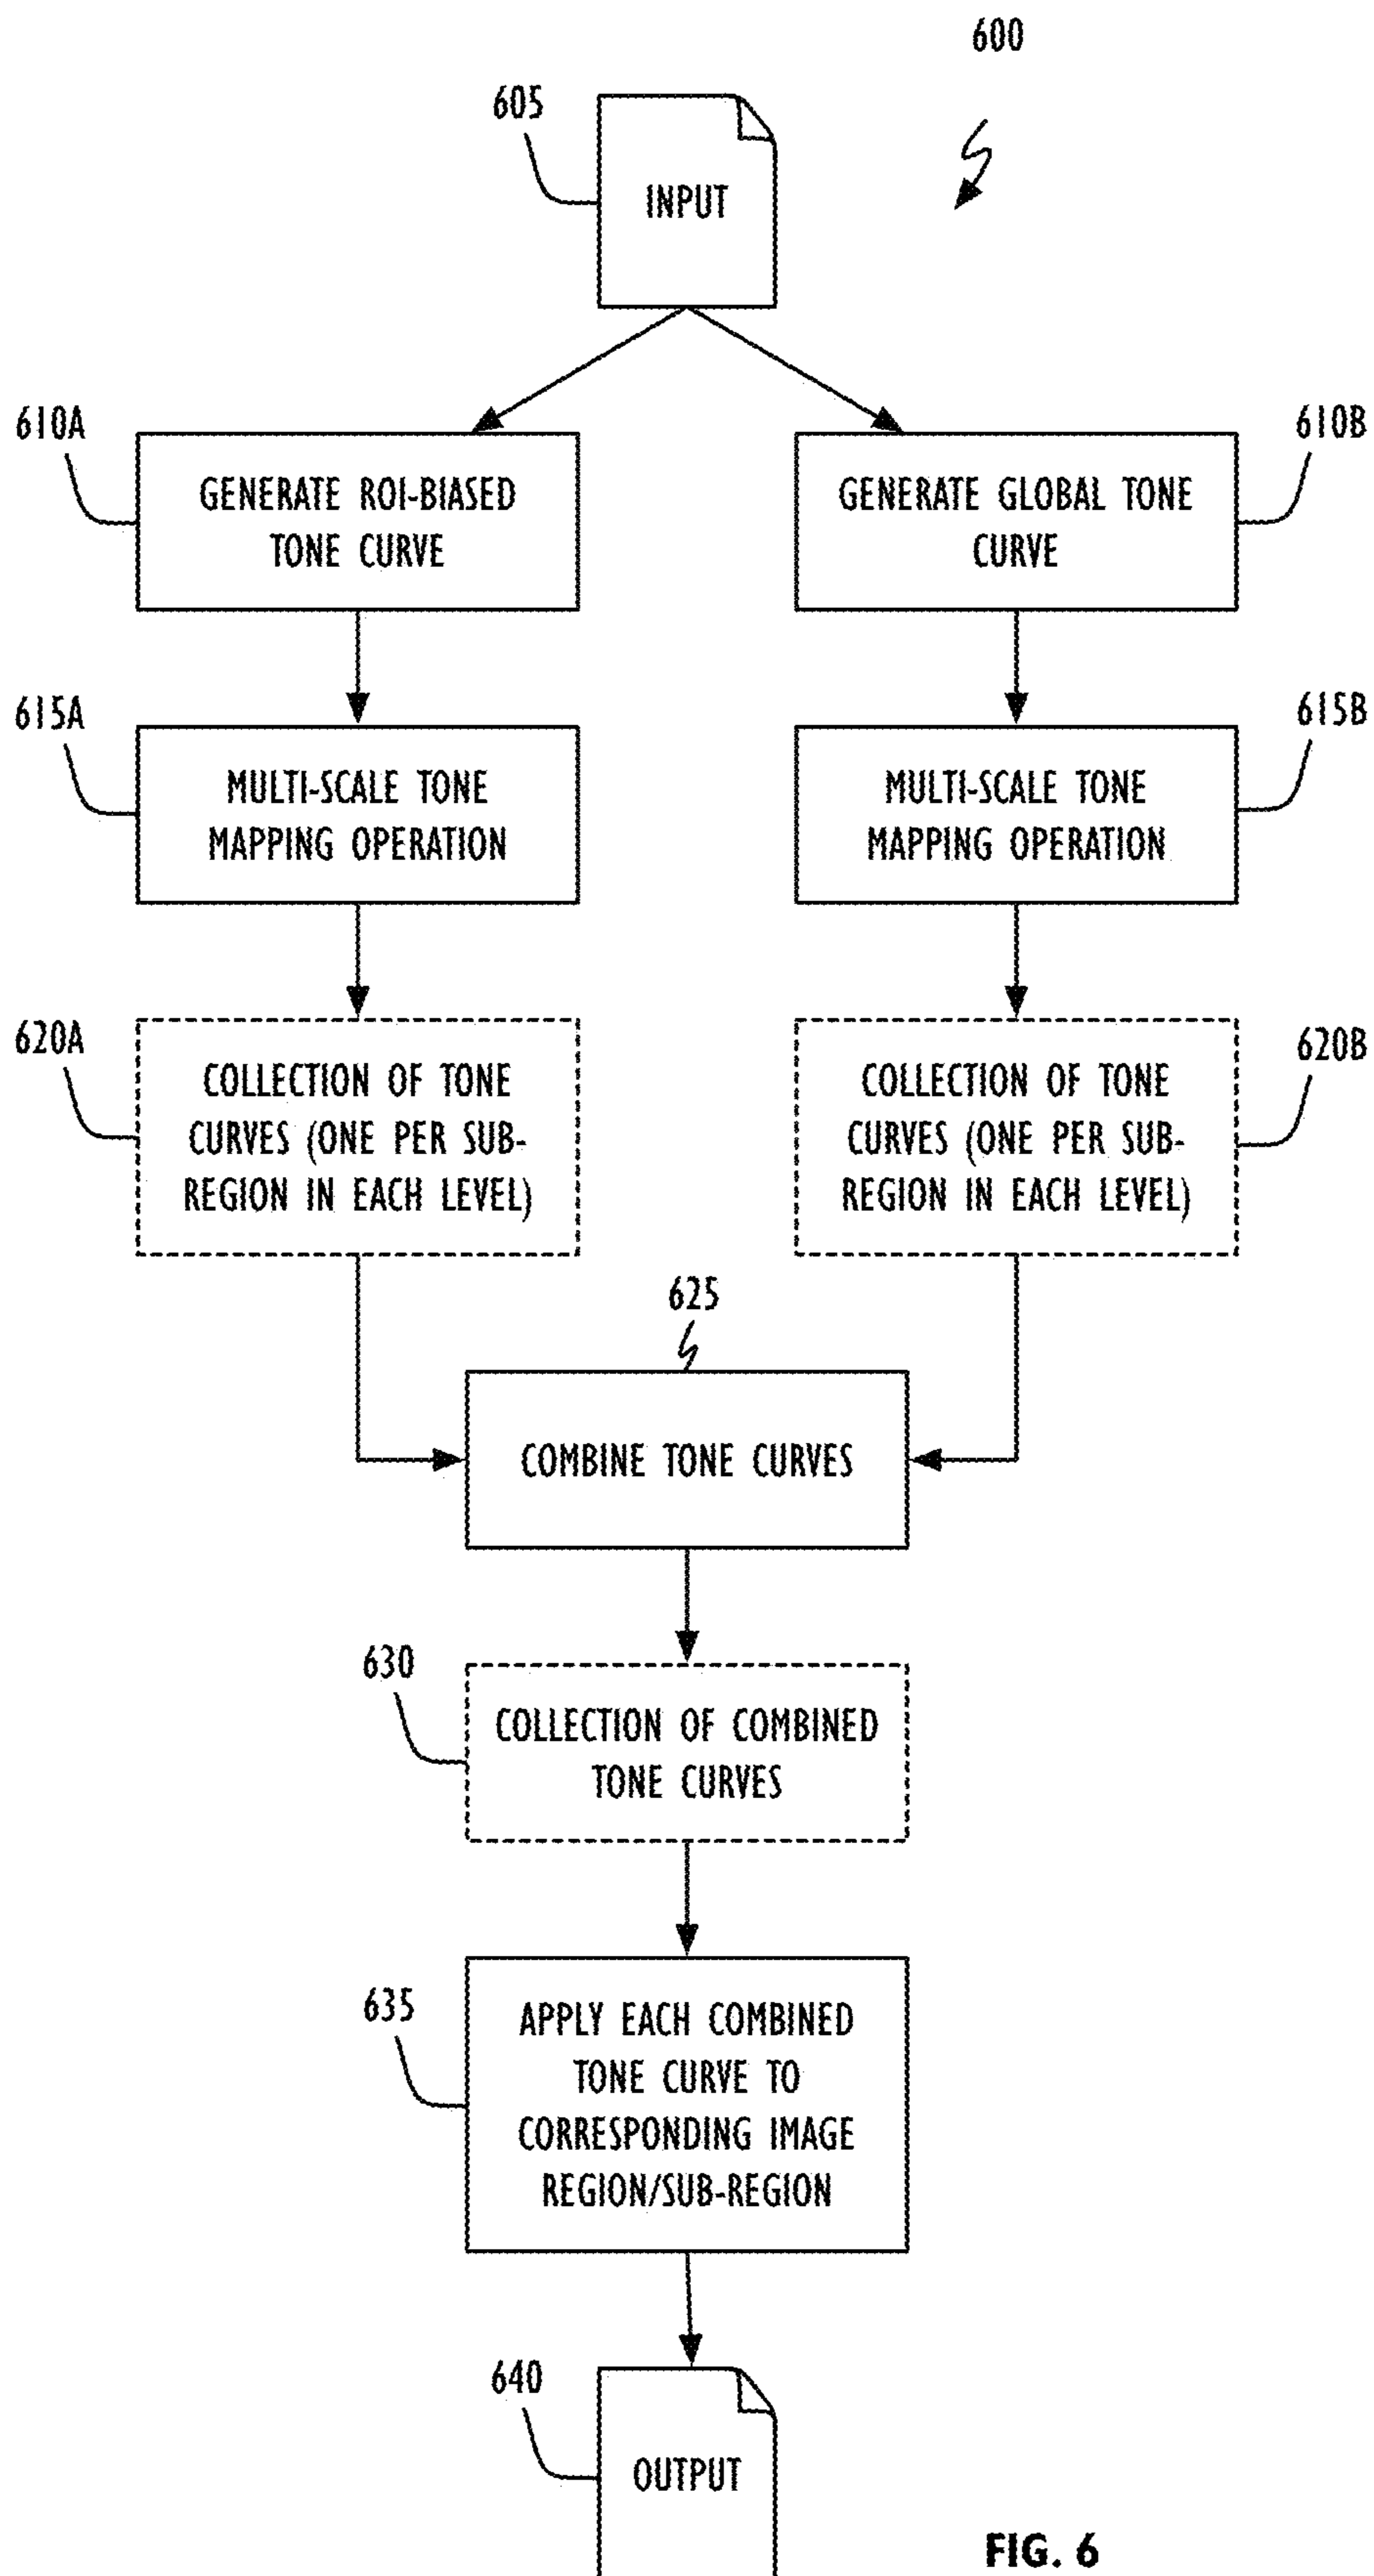 600
605
INPUT
610A
GENERATE ROI-BIASED
TONE CURVE
610B
GENERATE GLOBAL TONE
CURVE
615A
MULTI-SCALE TONE
MAPPING OPERATION
615B
MULTI-SCALE TONE
MAPPING OPERATION
620A
COLLECTION OF TONE
CURVES (ONE PER SUB-
REGION IN EACH LEVEL)
620B
COLLECTION OF TONE
CURVES (ONE PER SUB-
REGION IN EACH LEVEL)
625
COMBINE TONE CURVES
630
COLLECTION OF COMBINED
TONE CURVES
635
APPLY EACH COMBINED
TONE CURVE TO
CORRESPONDING IMAGE
REGION/SUB-REGION
640
OUTPUT
FIG. 6